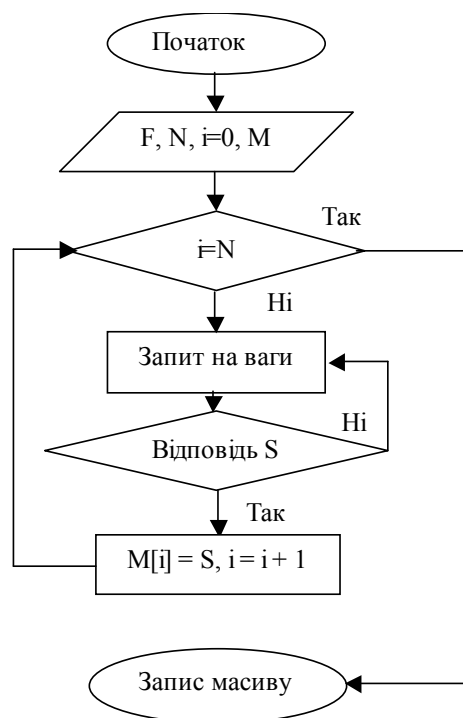 Початок
F, N, i=0, M
Так
i=N
Ні
Запит на ваги
Ні
Відповідь S
Так
M[i] = S, i = i + 1
Запис масиву